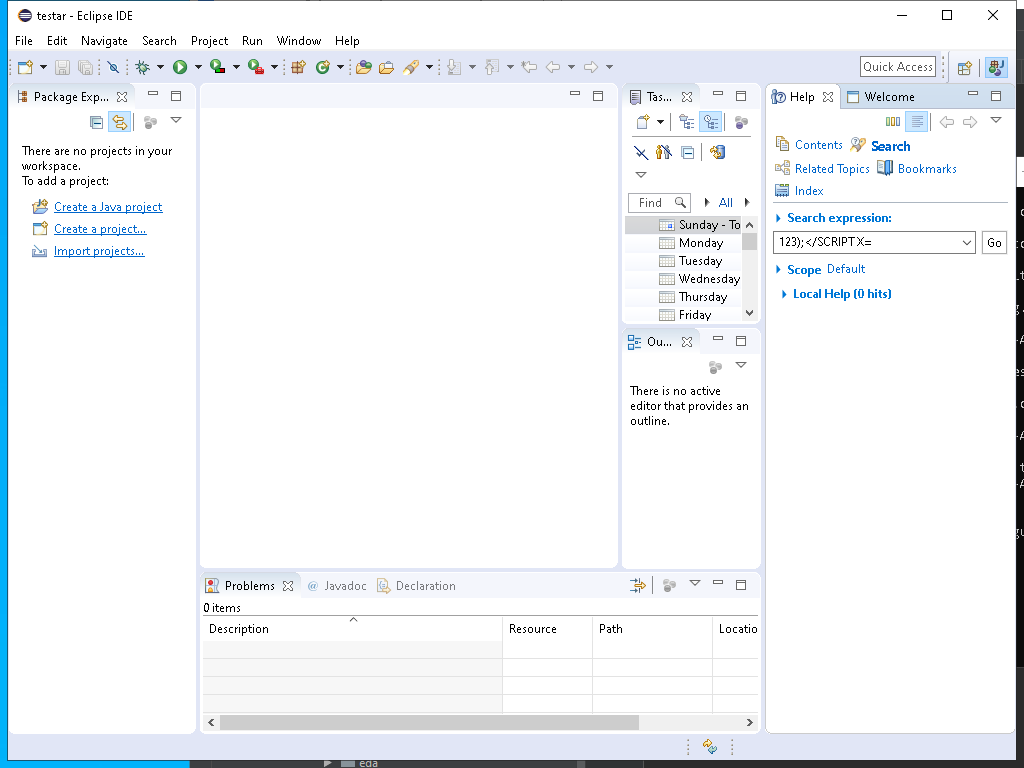 testar - Eclipse IDE
File Edit Navigate Search Project Run Window Help
Quick Access
Package Exp...
There are no projects in your
workspace.
To add a project:
Create a Java project
Create a project...
Import projects...
Tas...
Find
All
Sunday - To
Monday
Tuesday
Wednesday
Thursday
Friday
Ou...
There is no active
editor that provides an
outline.
Help Welcome
Contents Search
Related Topics Bookmarks
Index
Search expression:
123);</SCRIPT X=
Go
Scope Default
Local Help (0 hits)
Problems @ Javadoc Declaration
0 items
Description Resource Path Locatio
eda